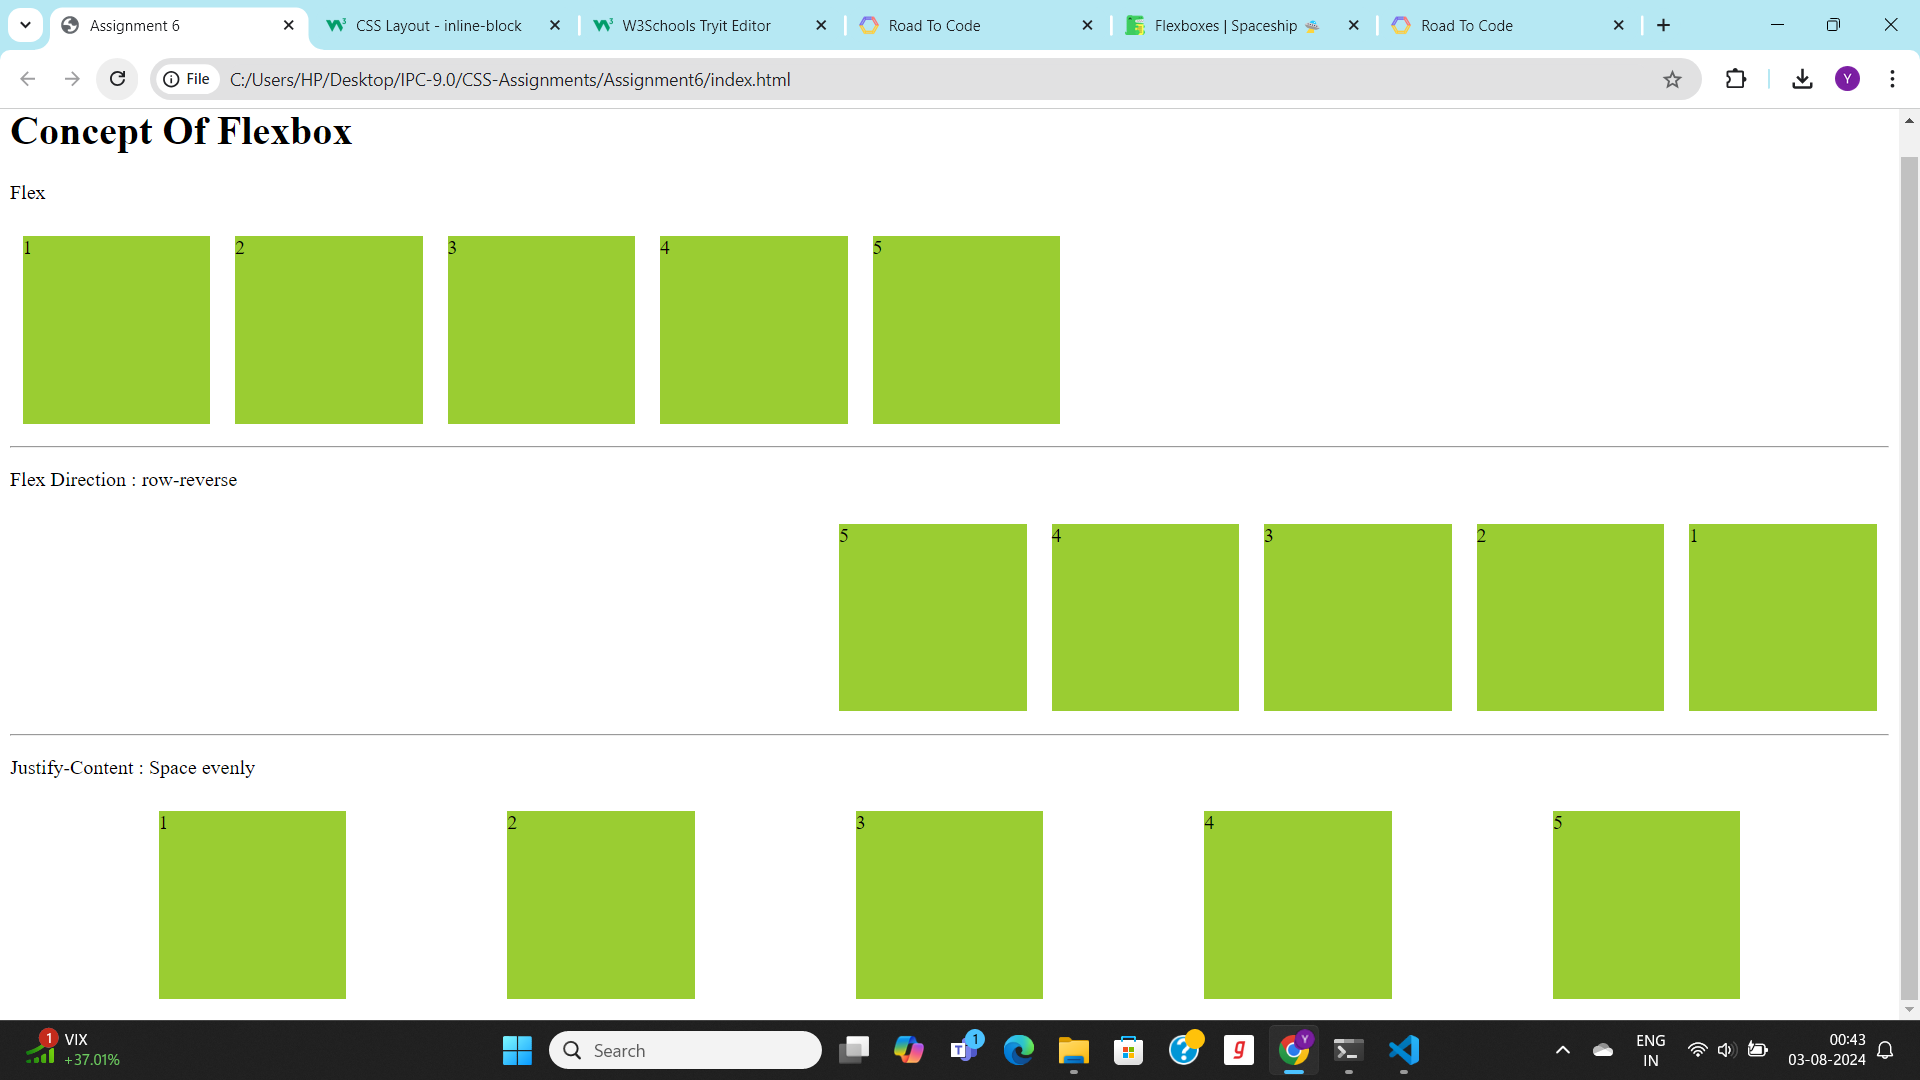 Assignment 6
CSS Layout - inline-block
W3Schools Tryit Editor
Road To Code
Flexboxes | Spaceship 🛸
Road To Code
File
C:/Users/HP/Desktop/IPC-9.0/CSS-Assignments/Assignment6/index.html
Y
Concept Of Flexbox
Flex
1 2 3 4 5
Flex Direction : row-reverse
5 4 3 2 1
Justify-Content : Space evenly
1 2 3 4 5
1
VIX
+37.01%
Search
T
1
g
Y
ENG
IN
00:43
03-08-2024